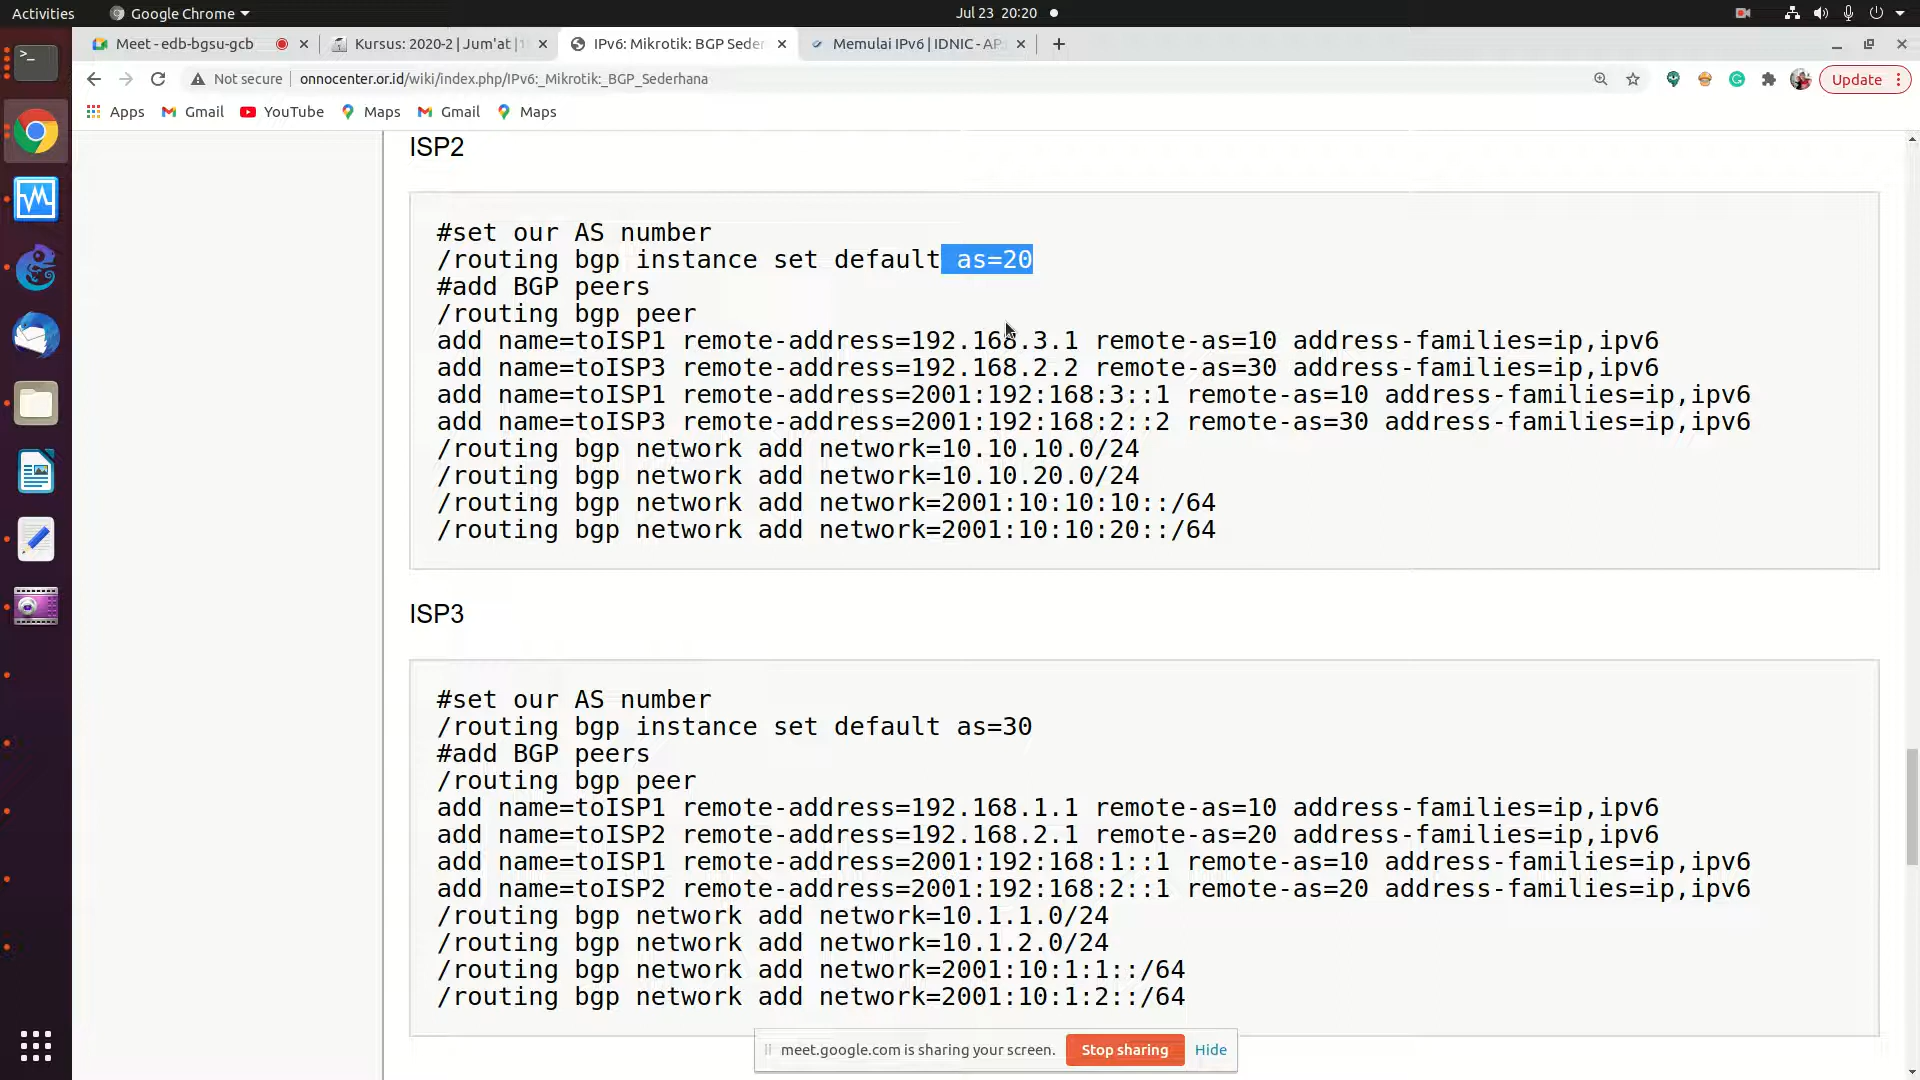 Activities
Google Chrome
Jul 23 20:20
Meet - edb-bgsu-gcb
Kursus: 2020-2 | Jum'at |
IPv6: Mikrotik: BGP Seder
Memulai IPv6 | IDNIC - AP
Not secure
onnocenter.or.id/wiki/index.php/IPv6:_Mikrotik:_BGP_Sederhana
Update
Apps
Gmail
YouTube
Maps
Gmail
Maps
ISP2
#set our AS number
/routing bgp instance set default as=20
#add BGP peers
/routing bgp peer
add name=toISP1 remote-address=192.168.3.1 remote-as=10 address-families=ip,ipv6
add name=toISP3 remote-address=192.168.2.2 remote-as=30 address-families=ip,ipv6
add name=toISP1 remote-address=2001:192:168:3::1 remote-as=10 address-families=ip,ipv6
add name=toISP3 remote-address=2001:192:168:2::2 remote-as=30 address-families=ip,ipv6
/routing bgp network add network=10.10.10.0/24
/routing bgp network add network=10.10.20.0/24
/routing bgp network add network=2001:10:10:10::/64
/routing bgp network add network=2001:10:10:20::/64
ISP3
#set our AS number
/routing bgp instance set default as=30
#add BGP peers
/routing bgp peer
add name=toISP1 remote-address=192.168.1.1 remote-as=10 address-families=ip,ipv6
add name=toISP2 remote-address=192.168.2.1 remote-as=20 address-families=ip,ipv6
add name=toISP1 remote-address=2001:192:168:1::1 remote-as=10 address-families=ip,ipv6
add name=toISP2 remote-address=2001:192:168:2::1 remote-as=20 address-families=ip,ipv6
/routing bgp network add network=10.1.1.0/24
/routing bgp network add network=10.1.2.0/24
/routing bgp network add network=2001:10:1:1::/64
/routing bgp network add network=2001:10:1:2::/64
meet.google.com is sharing your screen.
Stop sharing
Hide